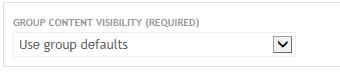 GROUP CONTENT VISIBILITY (REQUIRED)
Use group defaults